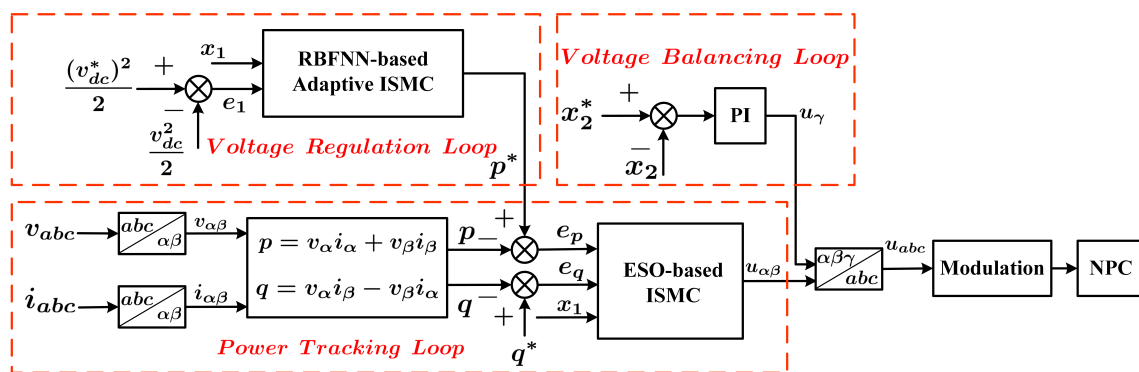 x₁
RBFNN-based
Adaptive ISMC
(v*dc)²
2
+
−
e₁
v²dc
2
Voltage Regulation Loop
p*
Voltage Balancing Loop
x₂*
+
−
x₂
PI
uγ
vabc
abc
αβ
vαβ
iabc
abc
αβ
iαβ
p = vαiα + vβiβ
q = vαiβ − vβiα
p
−
+
ep
q
−
+
eq
x₁
q*
ESO-based
ISMC
uαβ
Power Tracking Loop
αβγ
abc
uabc
Modulation
NPC